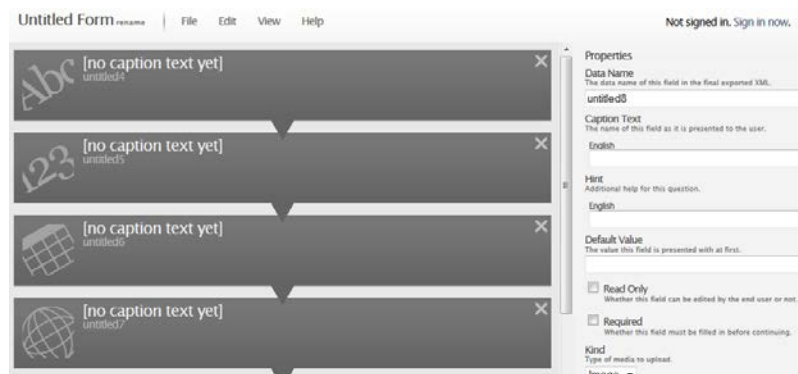 Untitled Form rename | File Edit View Help
Not signed in. Sign in now.
Abc
[no caption text yet]
untitled4
123
[no caption text yet]
untitled5
[no caption text yet]
untitled6
[no caption text yet]
untitled7
Properties
Data Name
The data name of this field in the final exported XML.
untitled8
Caption Text
The name of this field as it is presented to the user.
English
Hint
Additional help for this question.
English
Default Value
The value this field is presented with at first.
Read Only
Whether this field can be edited by the end user or not.
Required
Whether this field must be filled in before continuing.
Kind
Type of media to upload.
Image